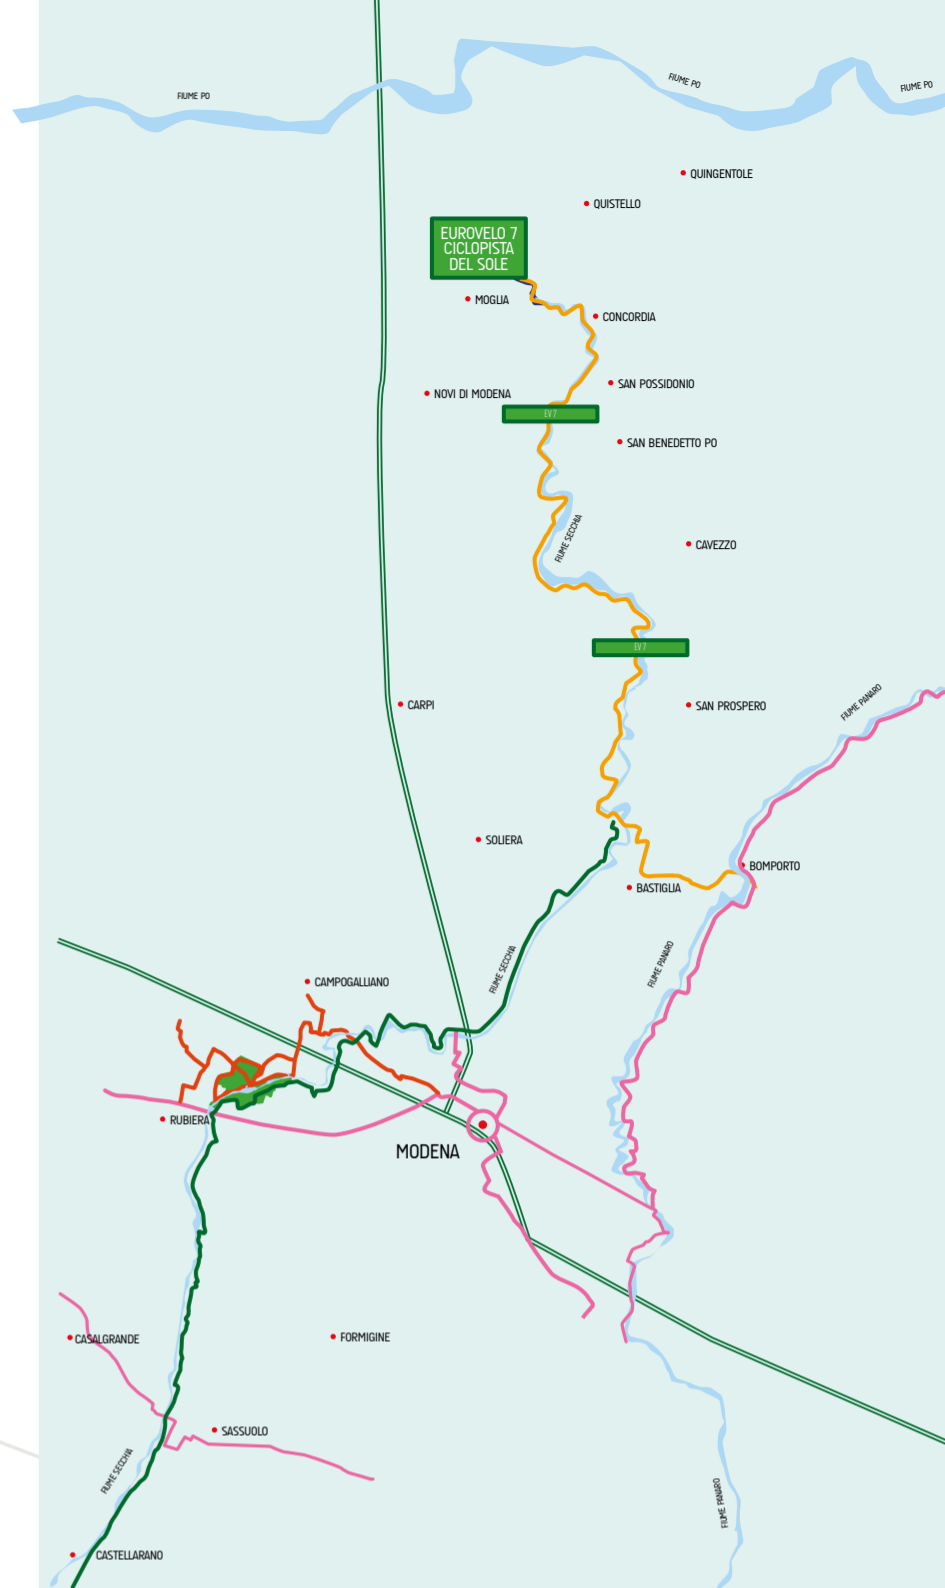 FIUME PO
FIUME PO
FIUME PO
QUINGENTOLE
QUISTELLO
EUROVELO 7
CICLOPISTA
DEL SOLE
MOGLIA
CONCORDIA
SAN POSSIDONIO
NOVI DI MODENA
EV 7
SAN BENEDETTO PO
FIUME SECCHIA
CAVEZZO
EV 7
FIUME PANARO
CARPI
SAN PROSPERO
SOLIERA
BOMPORTO
BASTIGLIA
FIUME SECCHIA
FIUME PANARO
CAMPOGALLIANO
RUBIERA
MODENA
CASALGRANDE
FORMIGINE
SASSUOLO
FIUME SECCHIA
FIUME PANARO
CASTELLARANO